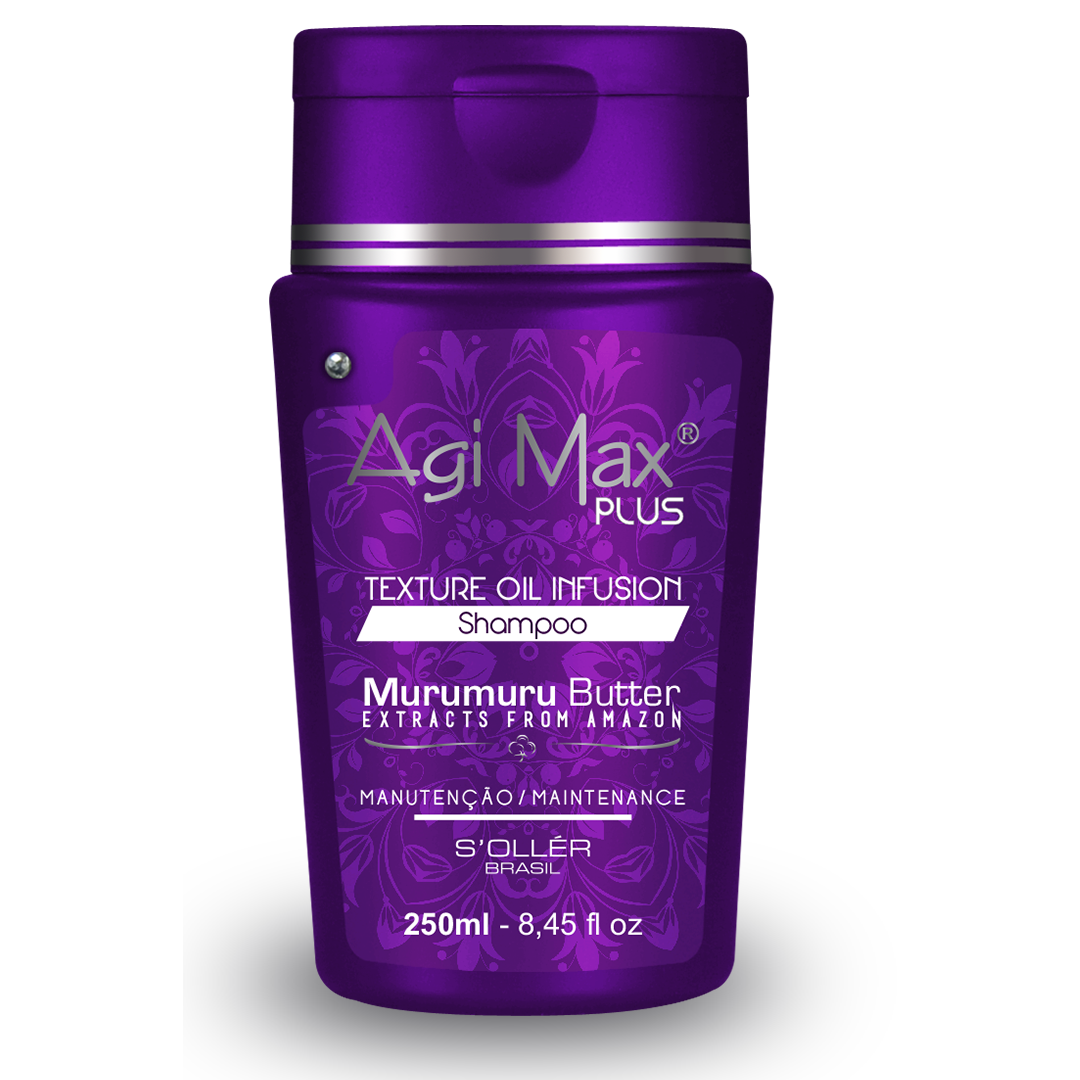 Agi Max®
PLUS
TEXTURE OIL INFUSION
Shampoo
Murumuru Butter
EXTRACTS FROM AMAZON
MANUTENÇÃO/MAINTENANCE
S'OLLÉR
BRASIL
250ml - 8,45 fl oz